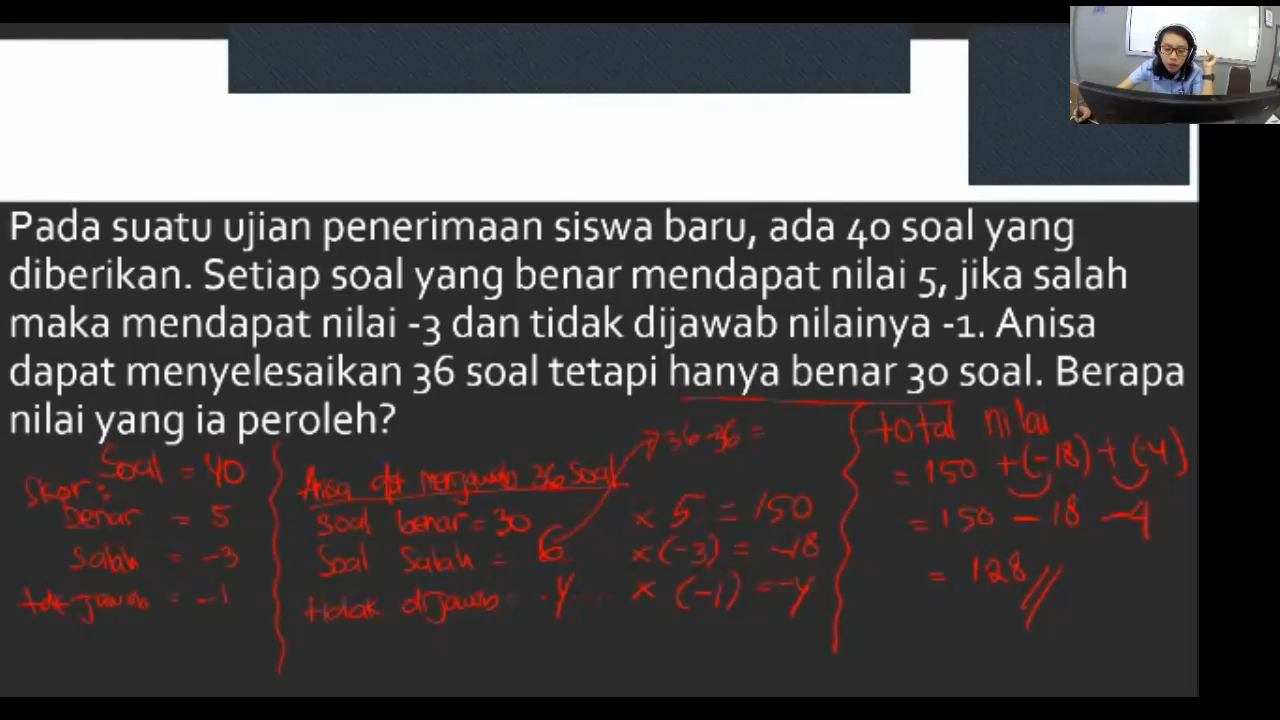 Pada suatu ujian penerimaan siswa baru, ada 40 soal yang
diberikan. Setiap soal yang benar mendapat nilai 5, jika salah
maka mendapat nilai -3 dan tidak dijawab nilainya -1. Anisa
dapat menyelesaikan 36 soal tetapi hanya benar 30 soal. Berapa
nilai yang ia peroleh?
Soal = 40
Skor:
benar = 5
salah = -3
tdk jawab = -1
Anisa dpt menjawab 36 soal
soal benar = 30 × 5 = 150
Soal Salah = 6 × (-3) = -18
tidak dijawab = 4 × (-1) = -4
total nilai
= 150 + (-18) + (-4)
= 150 - 18 - 4
= 128 //